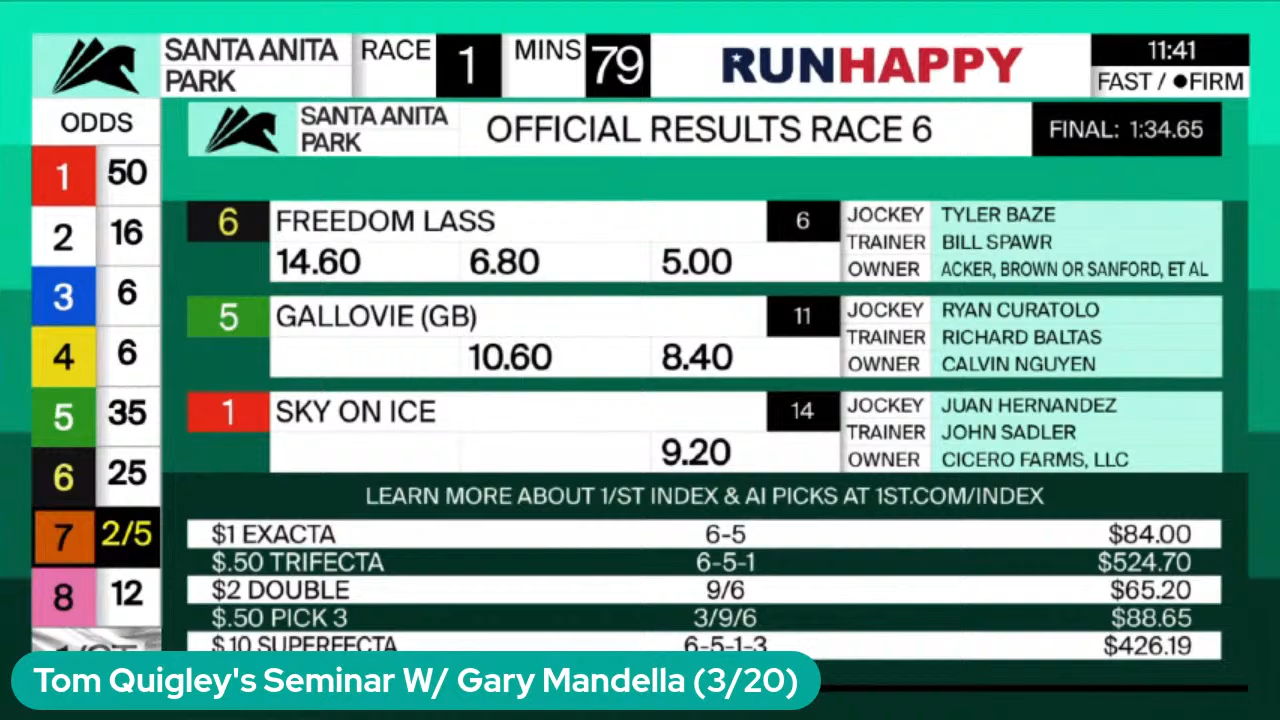 SANTA ANITA PARK RACE 1 MINS 79 RUNHAPPY 11:41
FAST / ●FIRM
ODDS
1 50
2 16
3 6
4 6
5 35
6 25
7 2/5
8 12
SANTA ANITA PARK OFFICIAL RESULTS RACE 6 FINAL: 1:34.65
6 FREEDOM LASS 6 JOCKEY TYLER BAZE
TRAINER BILL SPAWR
14.60 6.80 5.00 OWNER ACKER, BROWN OR SANFORD, ET AL
5 GALLOVIE (GB) 11 JOCKEY RYAN CURATOLO
TRAINER RICHARD BALTAS
10.60 8.40 OWNER CALVIN NGUYEN
1 SKY ON ICE 14 JOCKEY JUAN HERNANDEZ
TRAINER JOHN SADLER
9.20 OWNER CICERO FARMS, LLC
LEARN MORE ABOUT 1/ST INDEX & AI PICKS AT 1ST.COM/INDEX
$1 EXACTA 6-5 $84.00
$.50 TRIFECTA 6-5-1 $524.70
$2 DOUBLE 9/6 $65.20
$.50 PICK 3 3/9/6 $88.65
$.10 SUPERFECTA 6-5-1-3 $426.19
Tom Quigley's Seminar W/ Gary Mandella (3/20)